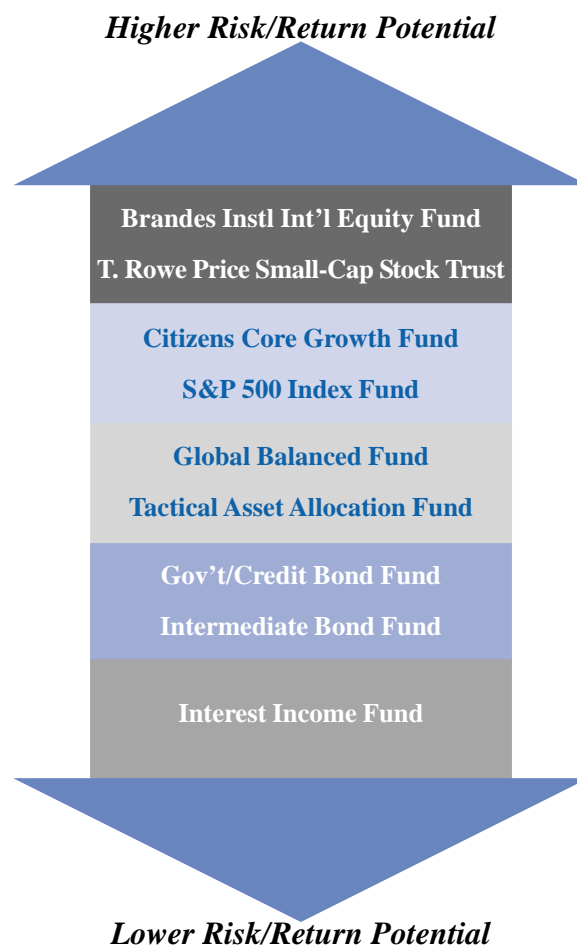 Higher Risk/Return Potential
Brandes Instl Int’l Equity Fund
T. Rowe Price Small-Cap Stock Trust
Citizens Core Growth Fund
S&P 500 Index Fund
Global Balanced Fund
Tactical Asset Allocation Fund
Gov’t/Credit Bond Fund
Intermediate Bond Fund
Interest Income Fund
Lower Risk/Return Potential